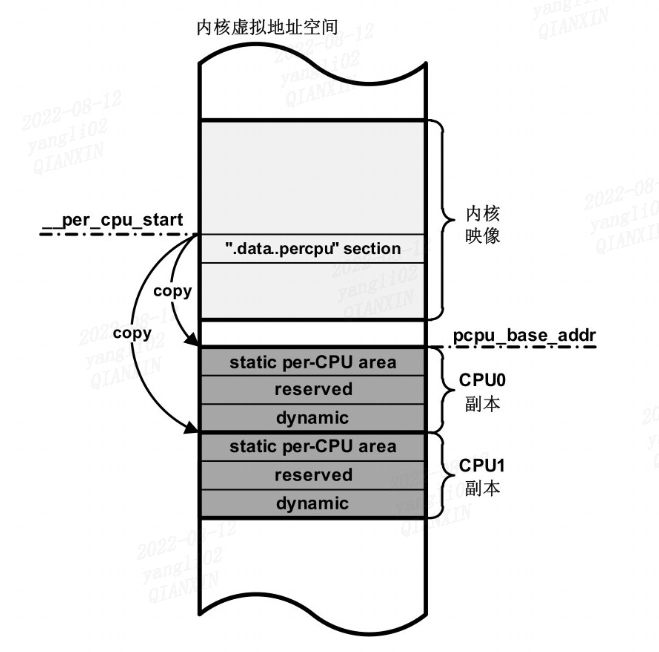 内核虚拟地址空间
__per_cpu_start
".data..percpu" section
内核
映像
copy
copy
pcpu_base_addr
static per-CPU area
reserved
dynamic
CPU0
副本
static per-CPU area
reserved
dynamic
CPU1
副本
2022-08-12
yangli02
QIANXIN